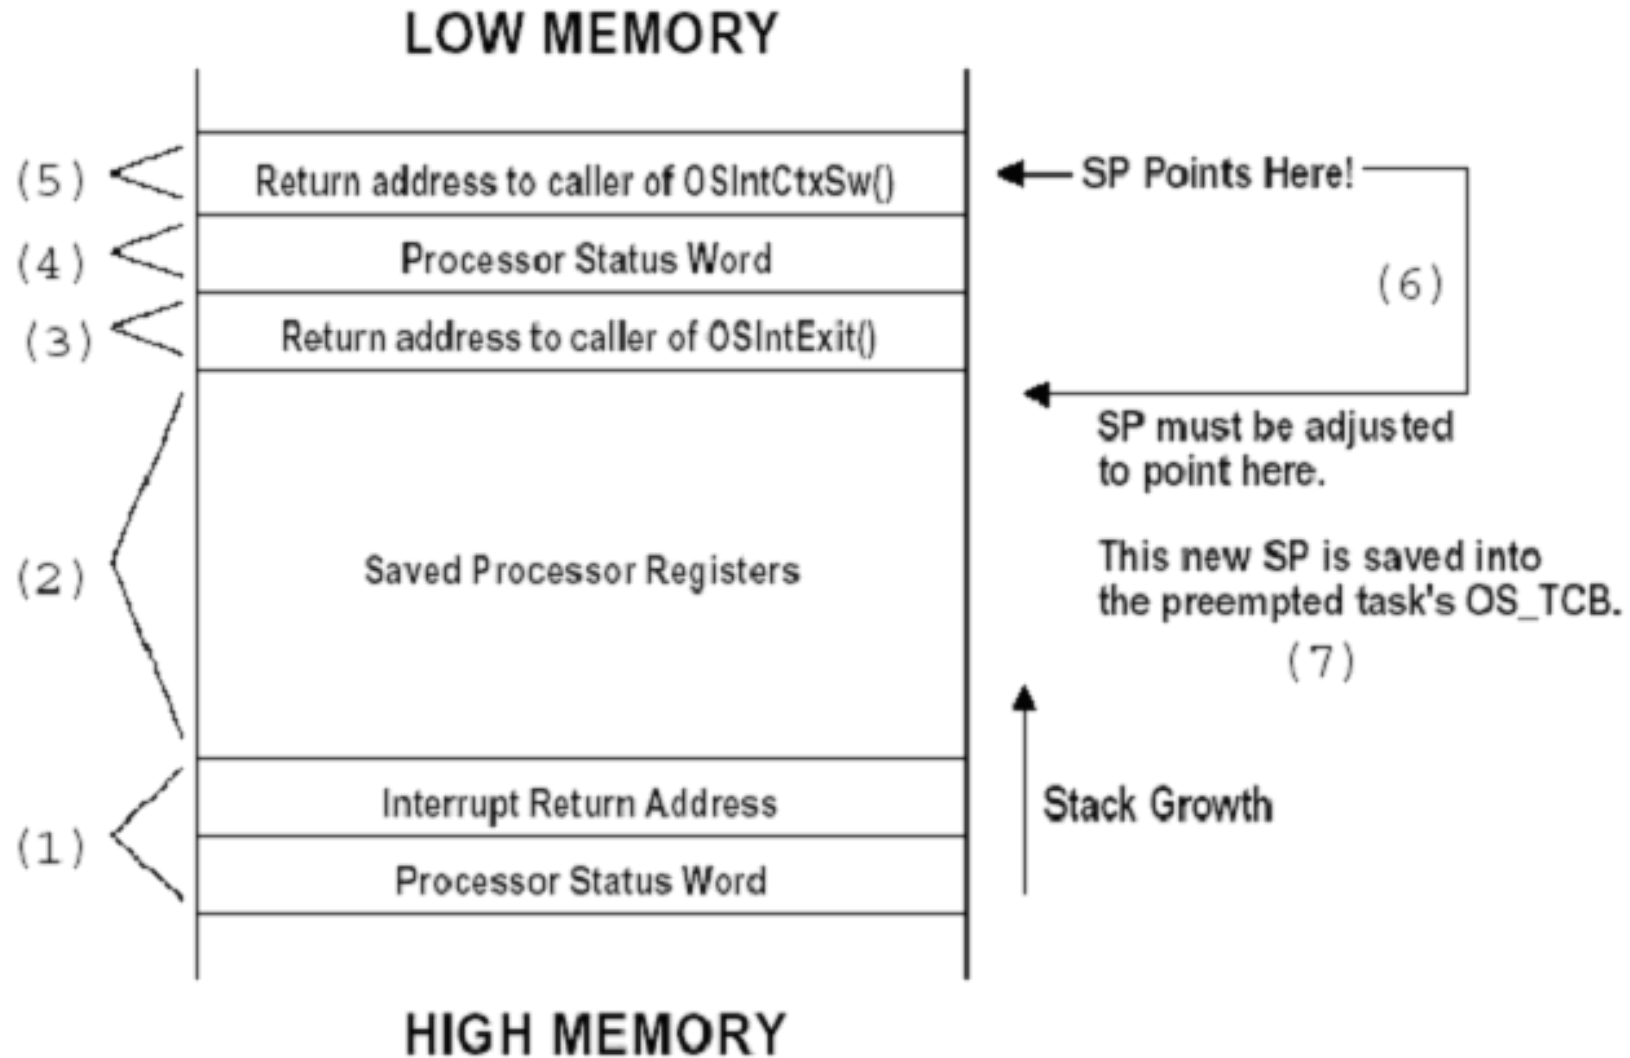 LOW MEMORY
(5)
Return address to caller of OSIntCtxSw()
SP Points Here!
(4)
Processor Status Word
(6)
(3)
Return address to caller of OSIntExit()
SP must be adjusted
to point here.
(2)
Saved Processor Registers
This new SP is saved into
the preempted task's OS_TCB.
(7)
(1)
Interrupt Return Address
Stack Growth
Processor Status Word
HIGH MEMORY